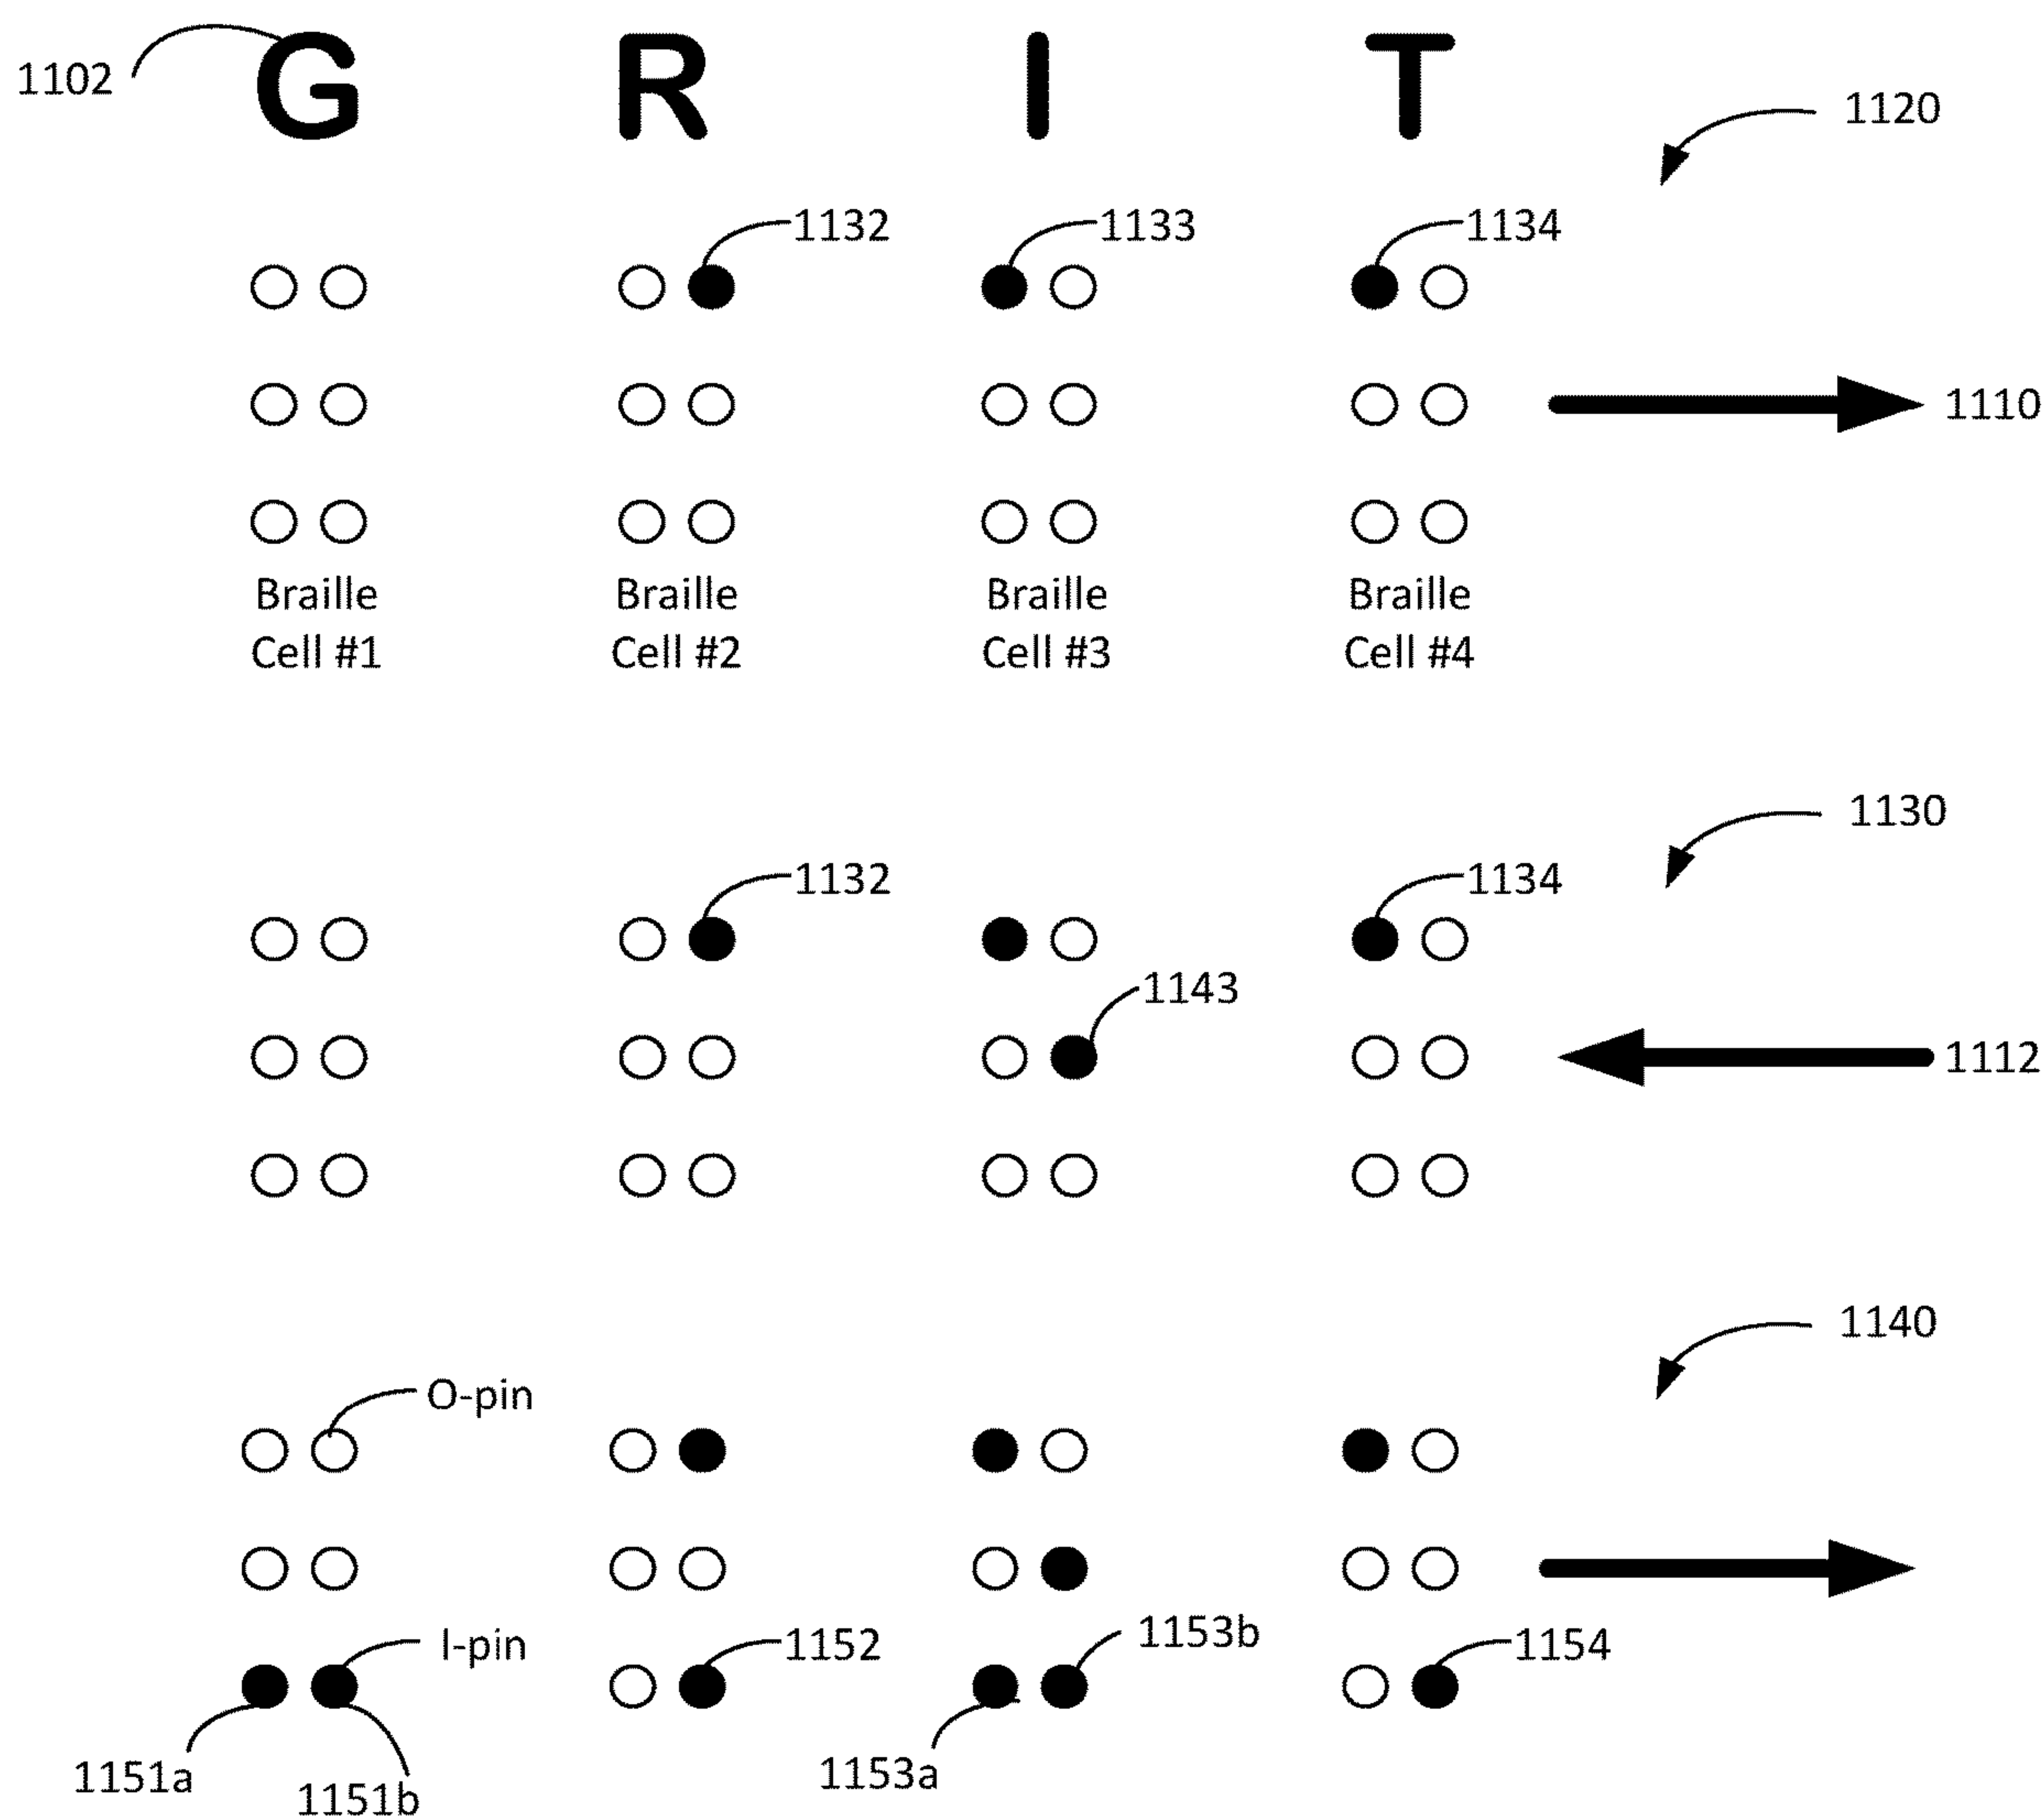 1102 G R I T
1120
1132 1133 1134
1110
Braille Braille Braille Braille
Cell #1 Cell #2 Cell #3 Cell #4
1130
1132 1134
1143
1112
1140
O-pin
I-pin 1152 1153b 1154
1151a 1151b 1153a